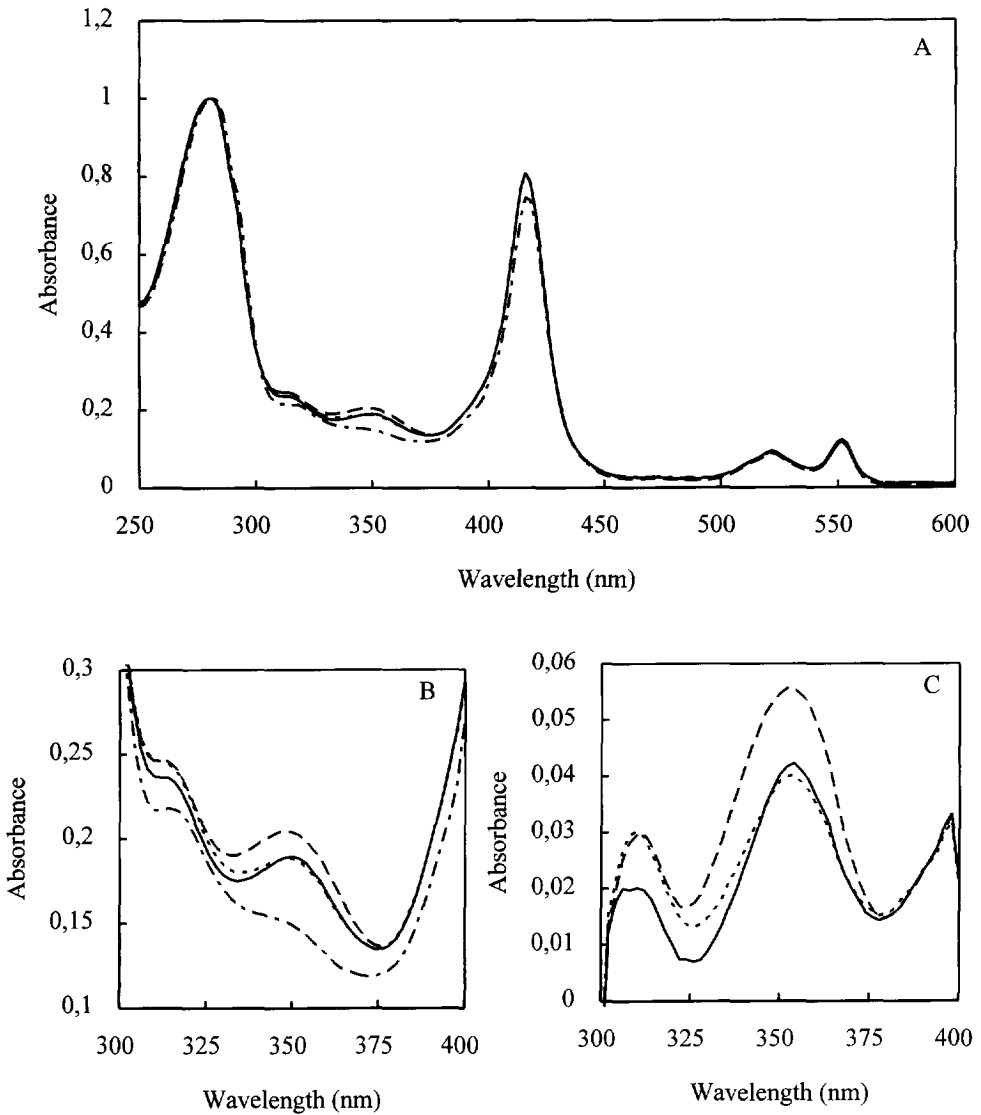 A
1,2
1
0,8
0,6
0,4
0,2
0
Absorbance
250 300 350 400 450 500 550 600
Wavelength (nm)
B
0,3
0,25
0,2
0,15
0,1
Absorbance
300 325 350 375 400
Wavelength (nm)
C
0,06
0,05
0,04
0,03
0,02
0,01
0
Absorbance
300 325 350 375 400
Wavelength (nm)